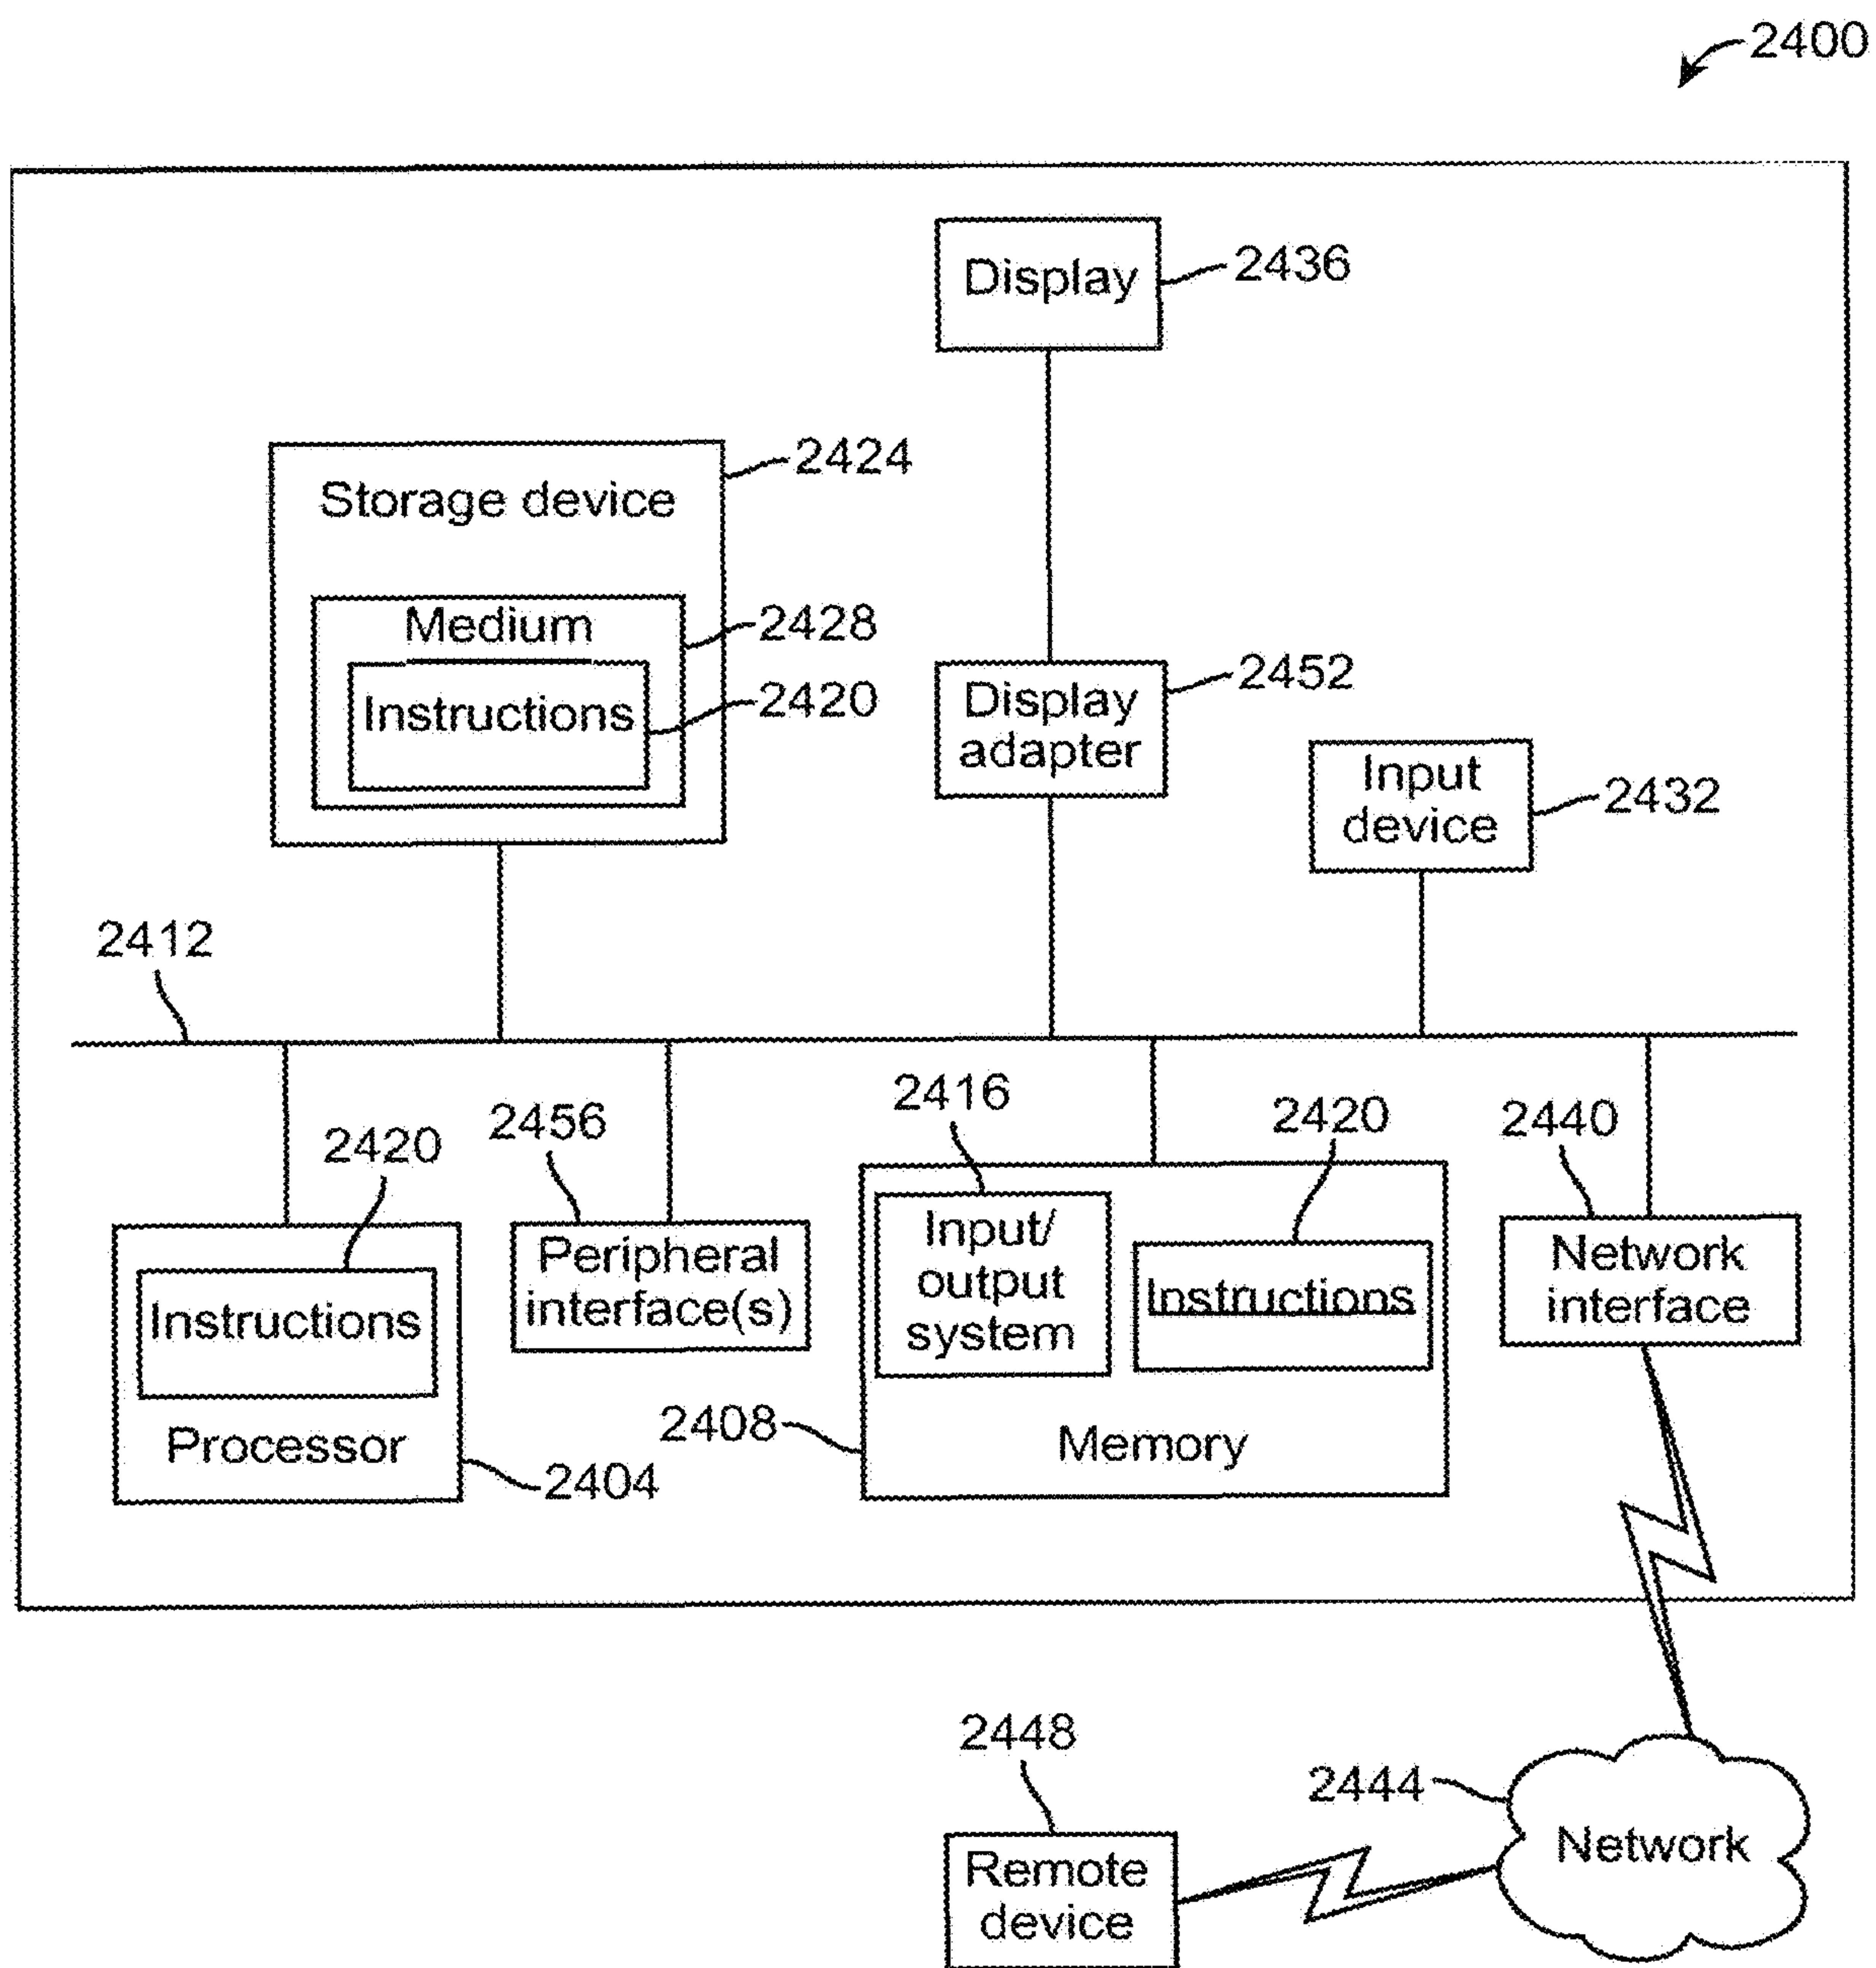 2400
Display
2436
2424
Storage device
Medium
2428
Instructions
2420
Display
adapter
2452
Input
device
2432
2412
2420
Instructions
Processor
2404
2456
Peripheral
interface(s)
2416
Input/
output
system
2420
Instructions
2408
Memory
2440
Network
interface
2448
Remote
device
2444
Network